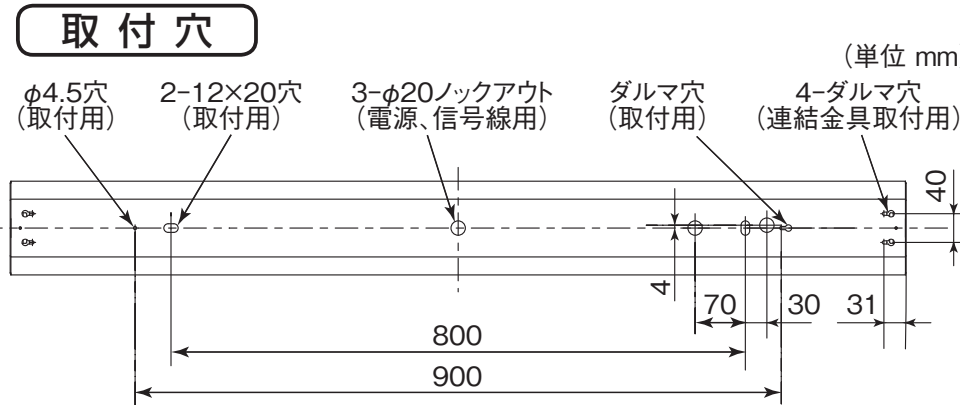 取付穴
(単位 mm
φ4.5穴
(取付用)
2-12×20穴
(取付用)
3-φ20ノックアウト
(電源、信号線用)
ダルマ穴
(取付用)
4-ダルマ穴
(連結金具取付用)
40
4
70
30
31
800
900